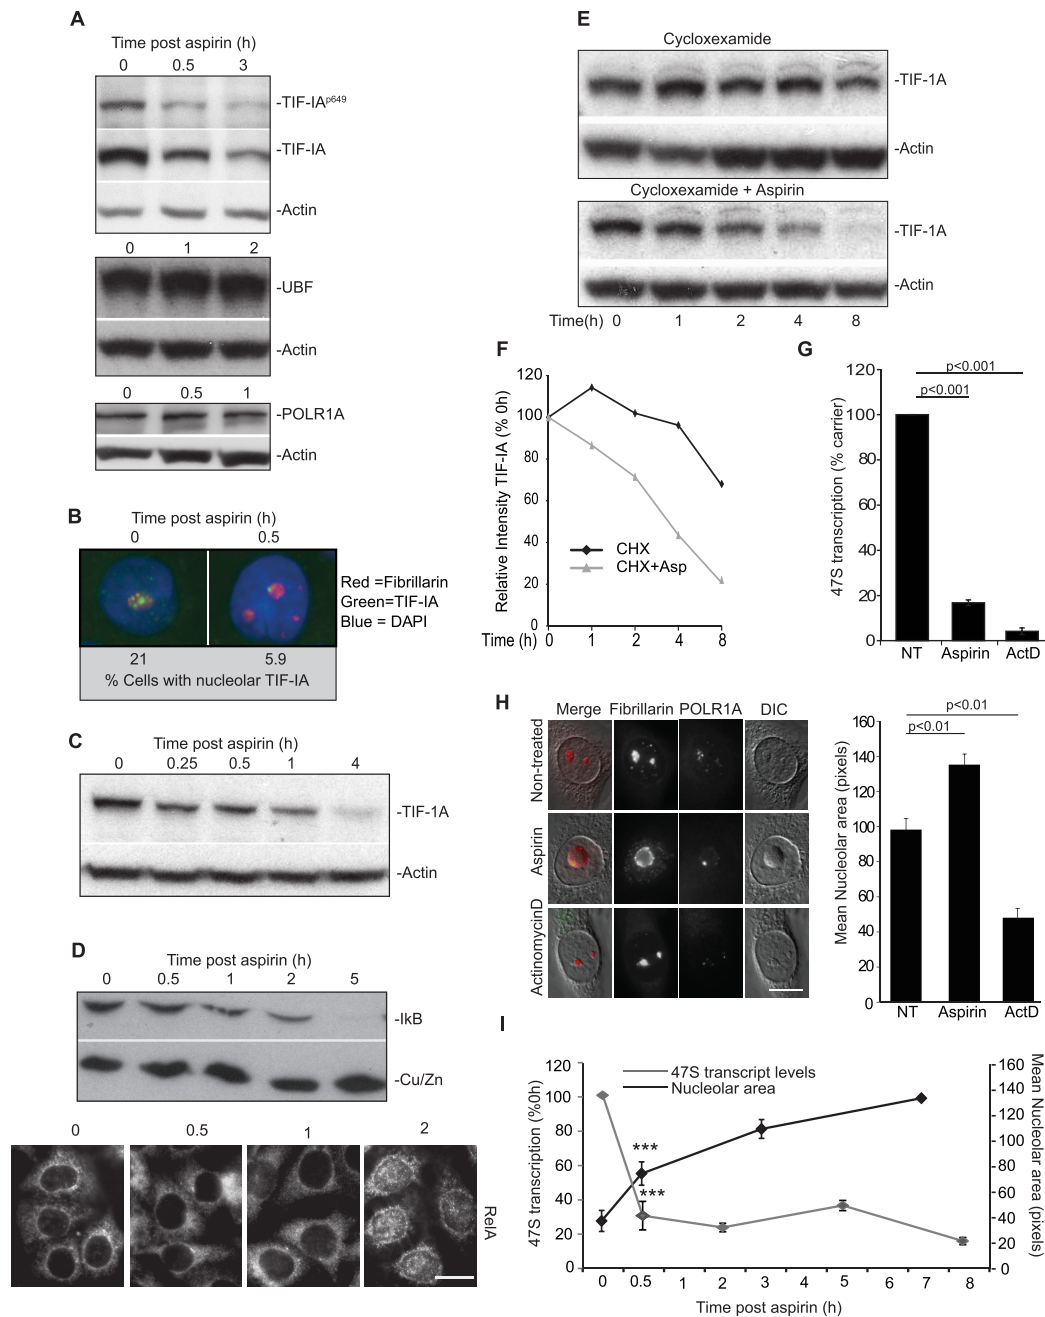 A
Time post aspirin (h)
0 0.5 3
-TIF-IAp649
-TIF-IA
-Actin
0 1 2
-UBF
-Actin
0 0.5 1
-POLR1A
-Actin
B
Time post aspirin (h)
0 0.5
Red =Fibrillarin
Green=TIF-IA
Blue = DAPI
21 5.9
% Cells with nucleolar TIF-IA
C
Time post aspirin (h)
0 0.25 0.5 1 4
-TIF-1A
-Actin
D
Time post aspirin (h)
0 0.5 1 2 5
-IkB
-Cu/Zn
0 0.5 1 2
RelA
E
Cycloxexamide
-TIF-1A
-Actin
Cycloxexamide + Aspirin
-TIF-1A
-Actin
Time(h) 0 1 2 4 8
F
Relative Intensity TIF-IA (% 0h)
120
100
80
60
40
20
0
CHX
CHX+Asp
Time (h) 0 1 2 4 8
G
47S transcription (% carrier)
120
100
80
60
40
20
0
p<0.001
p<0.001
NT Aspirin ActD
H
Merge Fibrillarin POLR1A DIC
Non-treated
Aspirin
ActinomycinD
Mean Nucleolar area (pixels)
160
140
120
100
80
60
40
20
0
p<0.01
p<0.01
NT Aspirin ActD
I
47S transcription (%0h)
120
100
80
60
40
20
0
47S transcript levels
Nucleolar area
***
***
160
140
120
100
80
60
40
20
0
Mean Nucleolar area (pixels)
0 0.5 1 2 3 4 5 6 7 8
Time post aspirin (h)